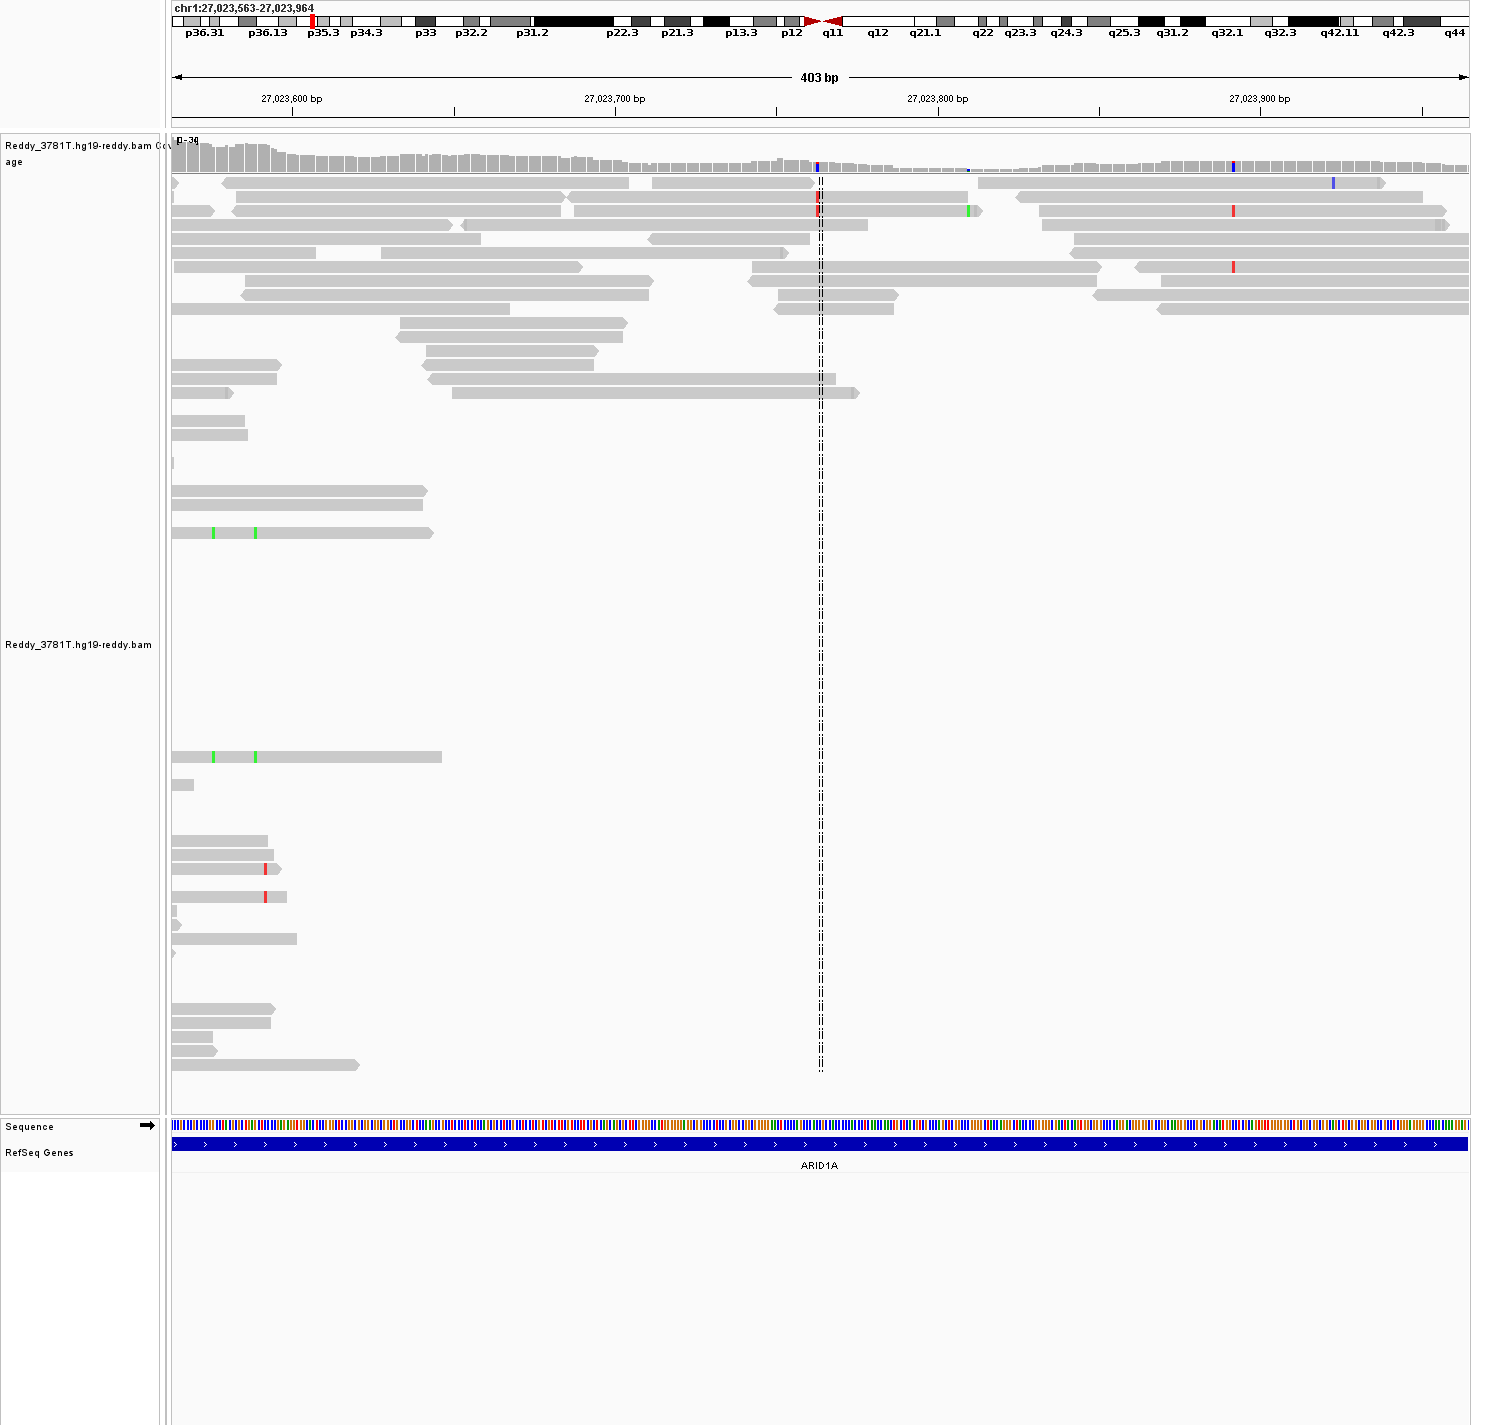 chr1:27,023,563-27,023,964
p36.31 p36.13 p35.3 p34.3 p33 p32.2 p31.2 p22.3 p21.3 p13.3 p12 q11 q12 q21.1 q22 q23.3 q24.3 q25.3 q31.2 q32.1 q32.3 q42.11 q42.3 q44
403 bp
27,023,600 bp 27,023,700 bp 27,023,800 bp 27,023,900 bp
Reddy_3781T.hg19-reddy.bam
age
Reddy_3781T.hg19-reddy.bam
Sequence
RefSeq Genes
ARID1A